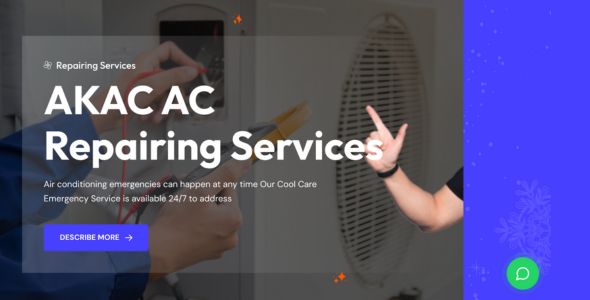 Repairing Services
AKAC AC
Repairing Services
Air conditioning emergencies can happen at any time Our Cool Care
Emergency Service is available 24/7 to address
DESCRIBE MORE